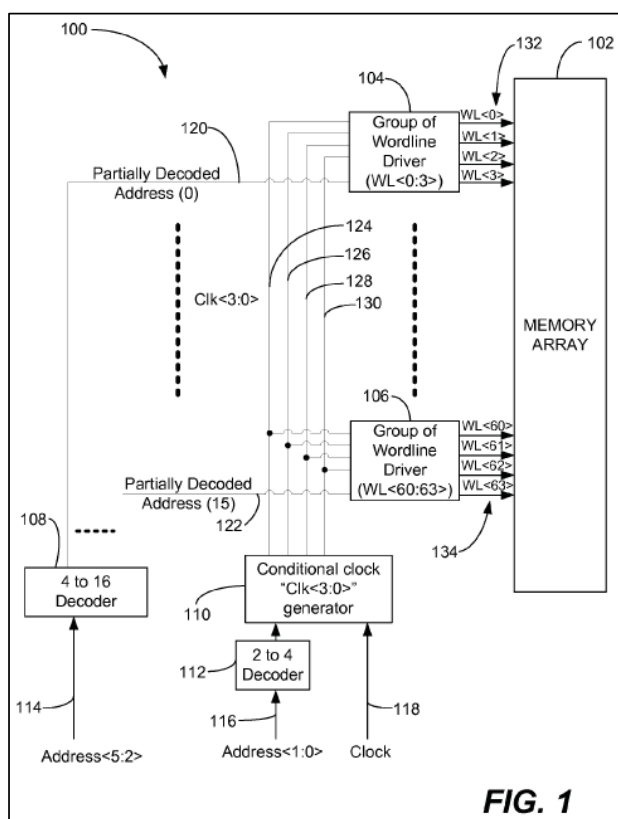 100
132
102
104
WL<0>
Group of
Wordline
Driver
(WL<0:3>)
WL<1>
WL<2>
WL<3>
120
Partially Decoded
Address (0)
124
126
128
130
Clk<3:0>
MEMORY
ARRAY
106
Group of
Wordline
Driver
(WL<60:63>)
WL<60>
WL<61>
WL<62>
WL<63>
Partially Decoded
Address (15)
122
134
108
4 to 16
Decoder
Conditional clock
“Clk<3:0>”
generator
110
112
2 to 4
Decoder
114
116
118
Address<5:2>
Address<1:0>
Clock
FIG. 1